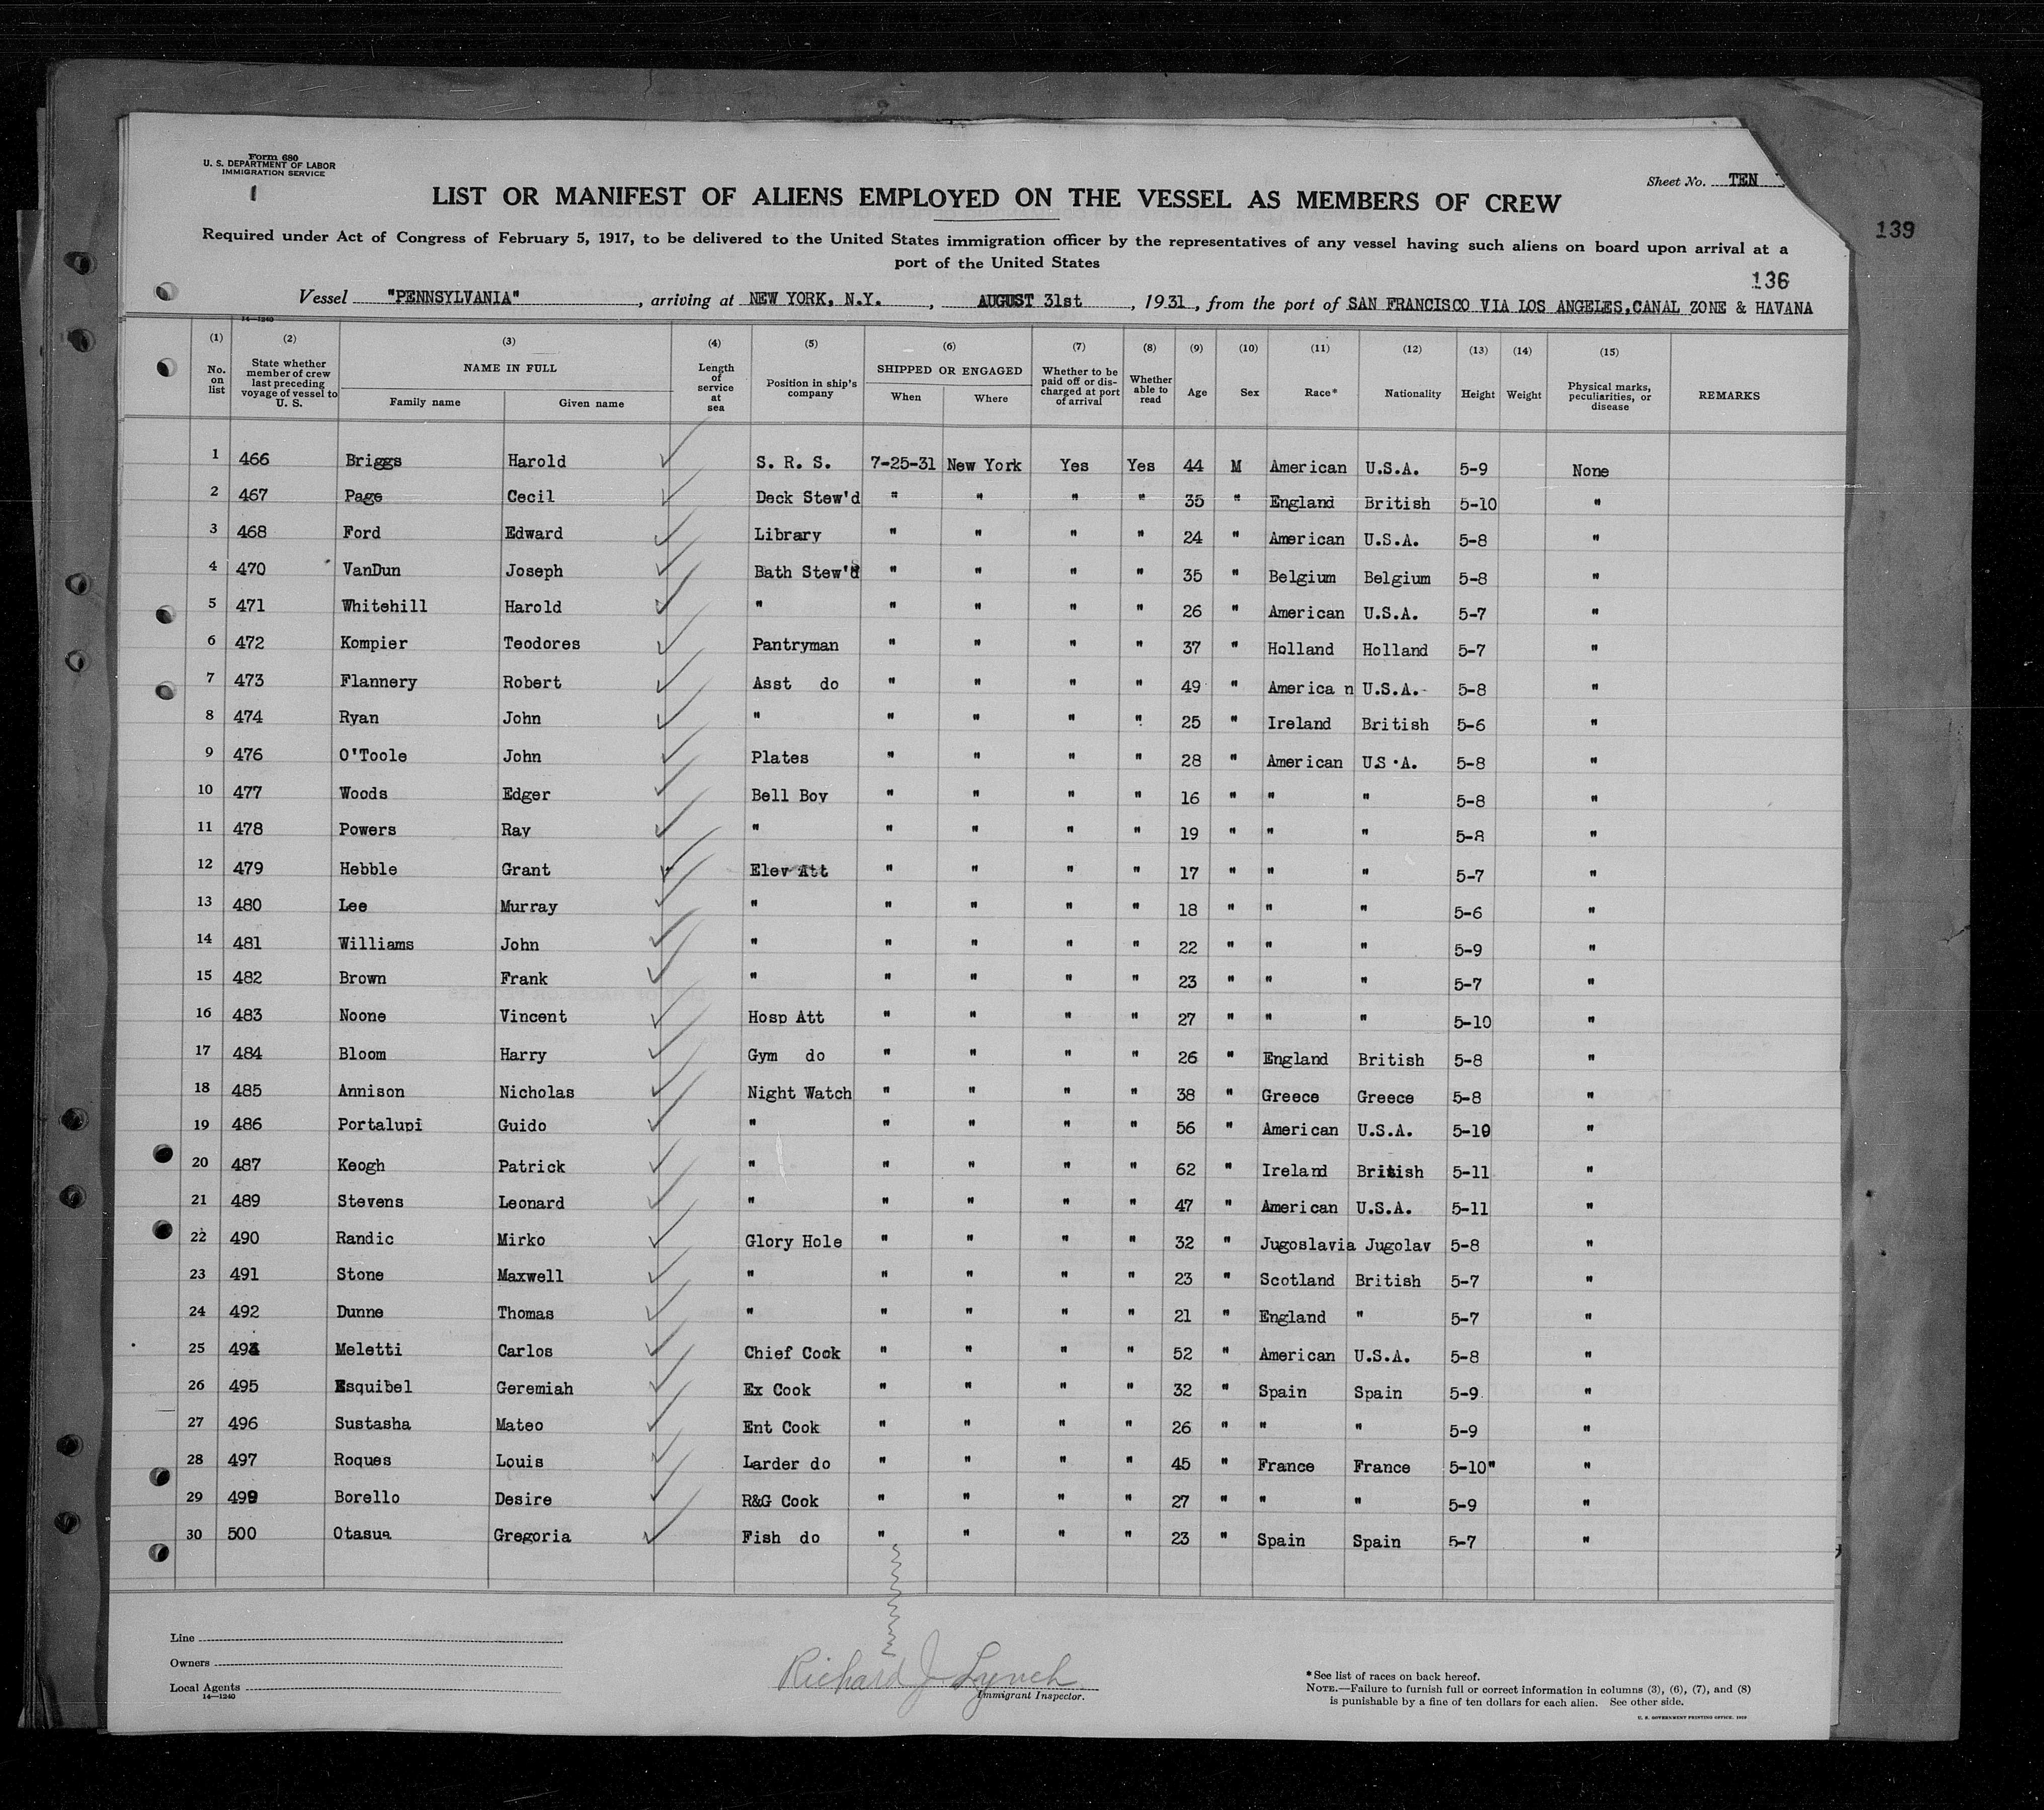 Form 680
U. S. DEPARTMENT OF LABOR
IMMIGRATION SERVICE
1
Sheet No. TEN
LIST OR MANIFEST OF ALIENS EMPLOYED ON THE VESSEL AS MEMBERS OF CREW
139
Required under Act of Congress of February 5, 1917, to be delivered to the United States immigration officer by the representatives of any vessel having such aliens on board upon arrival at a
port of the United States
136
Vessel "PENNSYLVANIA", arriving at NEW YORK, N.Y., AUGUST 31st, 1931, from the port of SAN FRANCISCO VIA LOS ANGELES, CANAL ZONE & HAVANA
14—1240
(1) (2) (3) (4) (5) (6) (7) (8) (9) (10) (11) (12) (13) (14) (15)
No. on list State whether member of crew last preceding voyage of vessel to U. S. NAME IN FULL Family name Given name Length of service at sea Position in ship's company SHIPPED OR ENGAGED When Where Whether to be paid off or discharged at port of arrival Whether able to read Age Sex Race* Nationality Height Weight Physical marks, peculiarities, or disease REMARKS
1 466 Briggs Harold S. R. S. 7-25-31 New York Yes Yes 44 M American U.S.A. 5-9 None
2 467 Page Cecil Deck Stew'd " " " " 35 " England British 5-10 "
3 468 Ford Edward Library " " " " 24 " American U.S.A. 5-8 "
4 470 VanDun Joseph Bath Stew'd " " " " 35 " Belgium Belgium 5-8 "
5 471 Whitehill Harold " " " " " 26 " American U.S.A. 5-7 "
6 472 Kompier Teodores Pantryman " " " " 37 " Holland Holland 5-7 "
7 473 Flannery Robert Asst do " " " " 49 " America n U.S.A. 5-8 "
8 474 Ryan John " " " " " 25 " Ireland British 5-6 "
9 476 O'Toole John Plates " " " " 28 " American U.S.A. 5-8 "
10 477 Woods Edger Bell Boy " " " " 16 " " " 5-8 "
11 478 Powers Ray " " " " " 19 " " " 5-8 "
12 479 Hebble Grant Elev Att " " " " 17 " " " 5-7 "
13 480 Lee Murray " " " " " 18 " " " 5-6 "
14 481 Williams John " " " " " 22 " " " 5-9 "
15 482 Brown Frank " " " " " 23 " " " 5-7 "
16 483 Noone Vincent Hosp Att " " " " 27 " " " 5-10 "
17 484 Bloom Harry Gym do " " " " 26 " England British 5-8 "
18 485 Annison Nicholas Night Watch " " " " 38 " Greece Greece 5-8 "
19 486 Portalupi Guido " " " " " 56 " American U.S.A. 5-10 "
20 487 Keogh Patrick " " " " " 62 " Ireland British 5-11 "
21 489 Stevens Leonard " " " " " 47 " American U.S.A. 5-11 "
22 490 Randic Mirko Glory Hole " " " " 32 " Jugoslavia Jugolav 5-8 "
23 491 Stone Maxwell " " " " " 23 " Scotland British 5-7 "
24 492 Dunne Thomas " " " " " 21 " England " 5-7 "
25 Meletti Carlos Chief Cook " " " " 52 " American U.S.A. 5-8 "
26 495 Esquibel Geremiah Ex Cook " " " " 32 " Spain Spain 5-9 "
27 496 Sustasha Mateo Ent Cook " " " " 26 " " " 5-9 "
28 497 Roques Louis Larder do " " " " 45 " France France 5-10" "
29 499 Borello Desire R&G Cook " " " " 27 " " " 5-9 "
30 500 Otasua Gregoria Fish do " " " " 23 " Spain Spain 5-7 "
Line
Owners
Local Agents
14—1240
Richard J Lynch
Immigrant Inspector.
*See list of races on back hereof.
NOTE.—Failure to furnish full or correct information in columns (3), (6), (7), and (8)
is punishable by a fine of ten dollars for each alien. See other side.
U. S. GOVERNMENT PRINTING OFFICE.